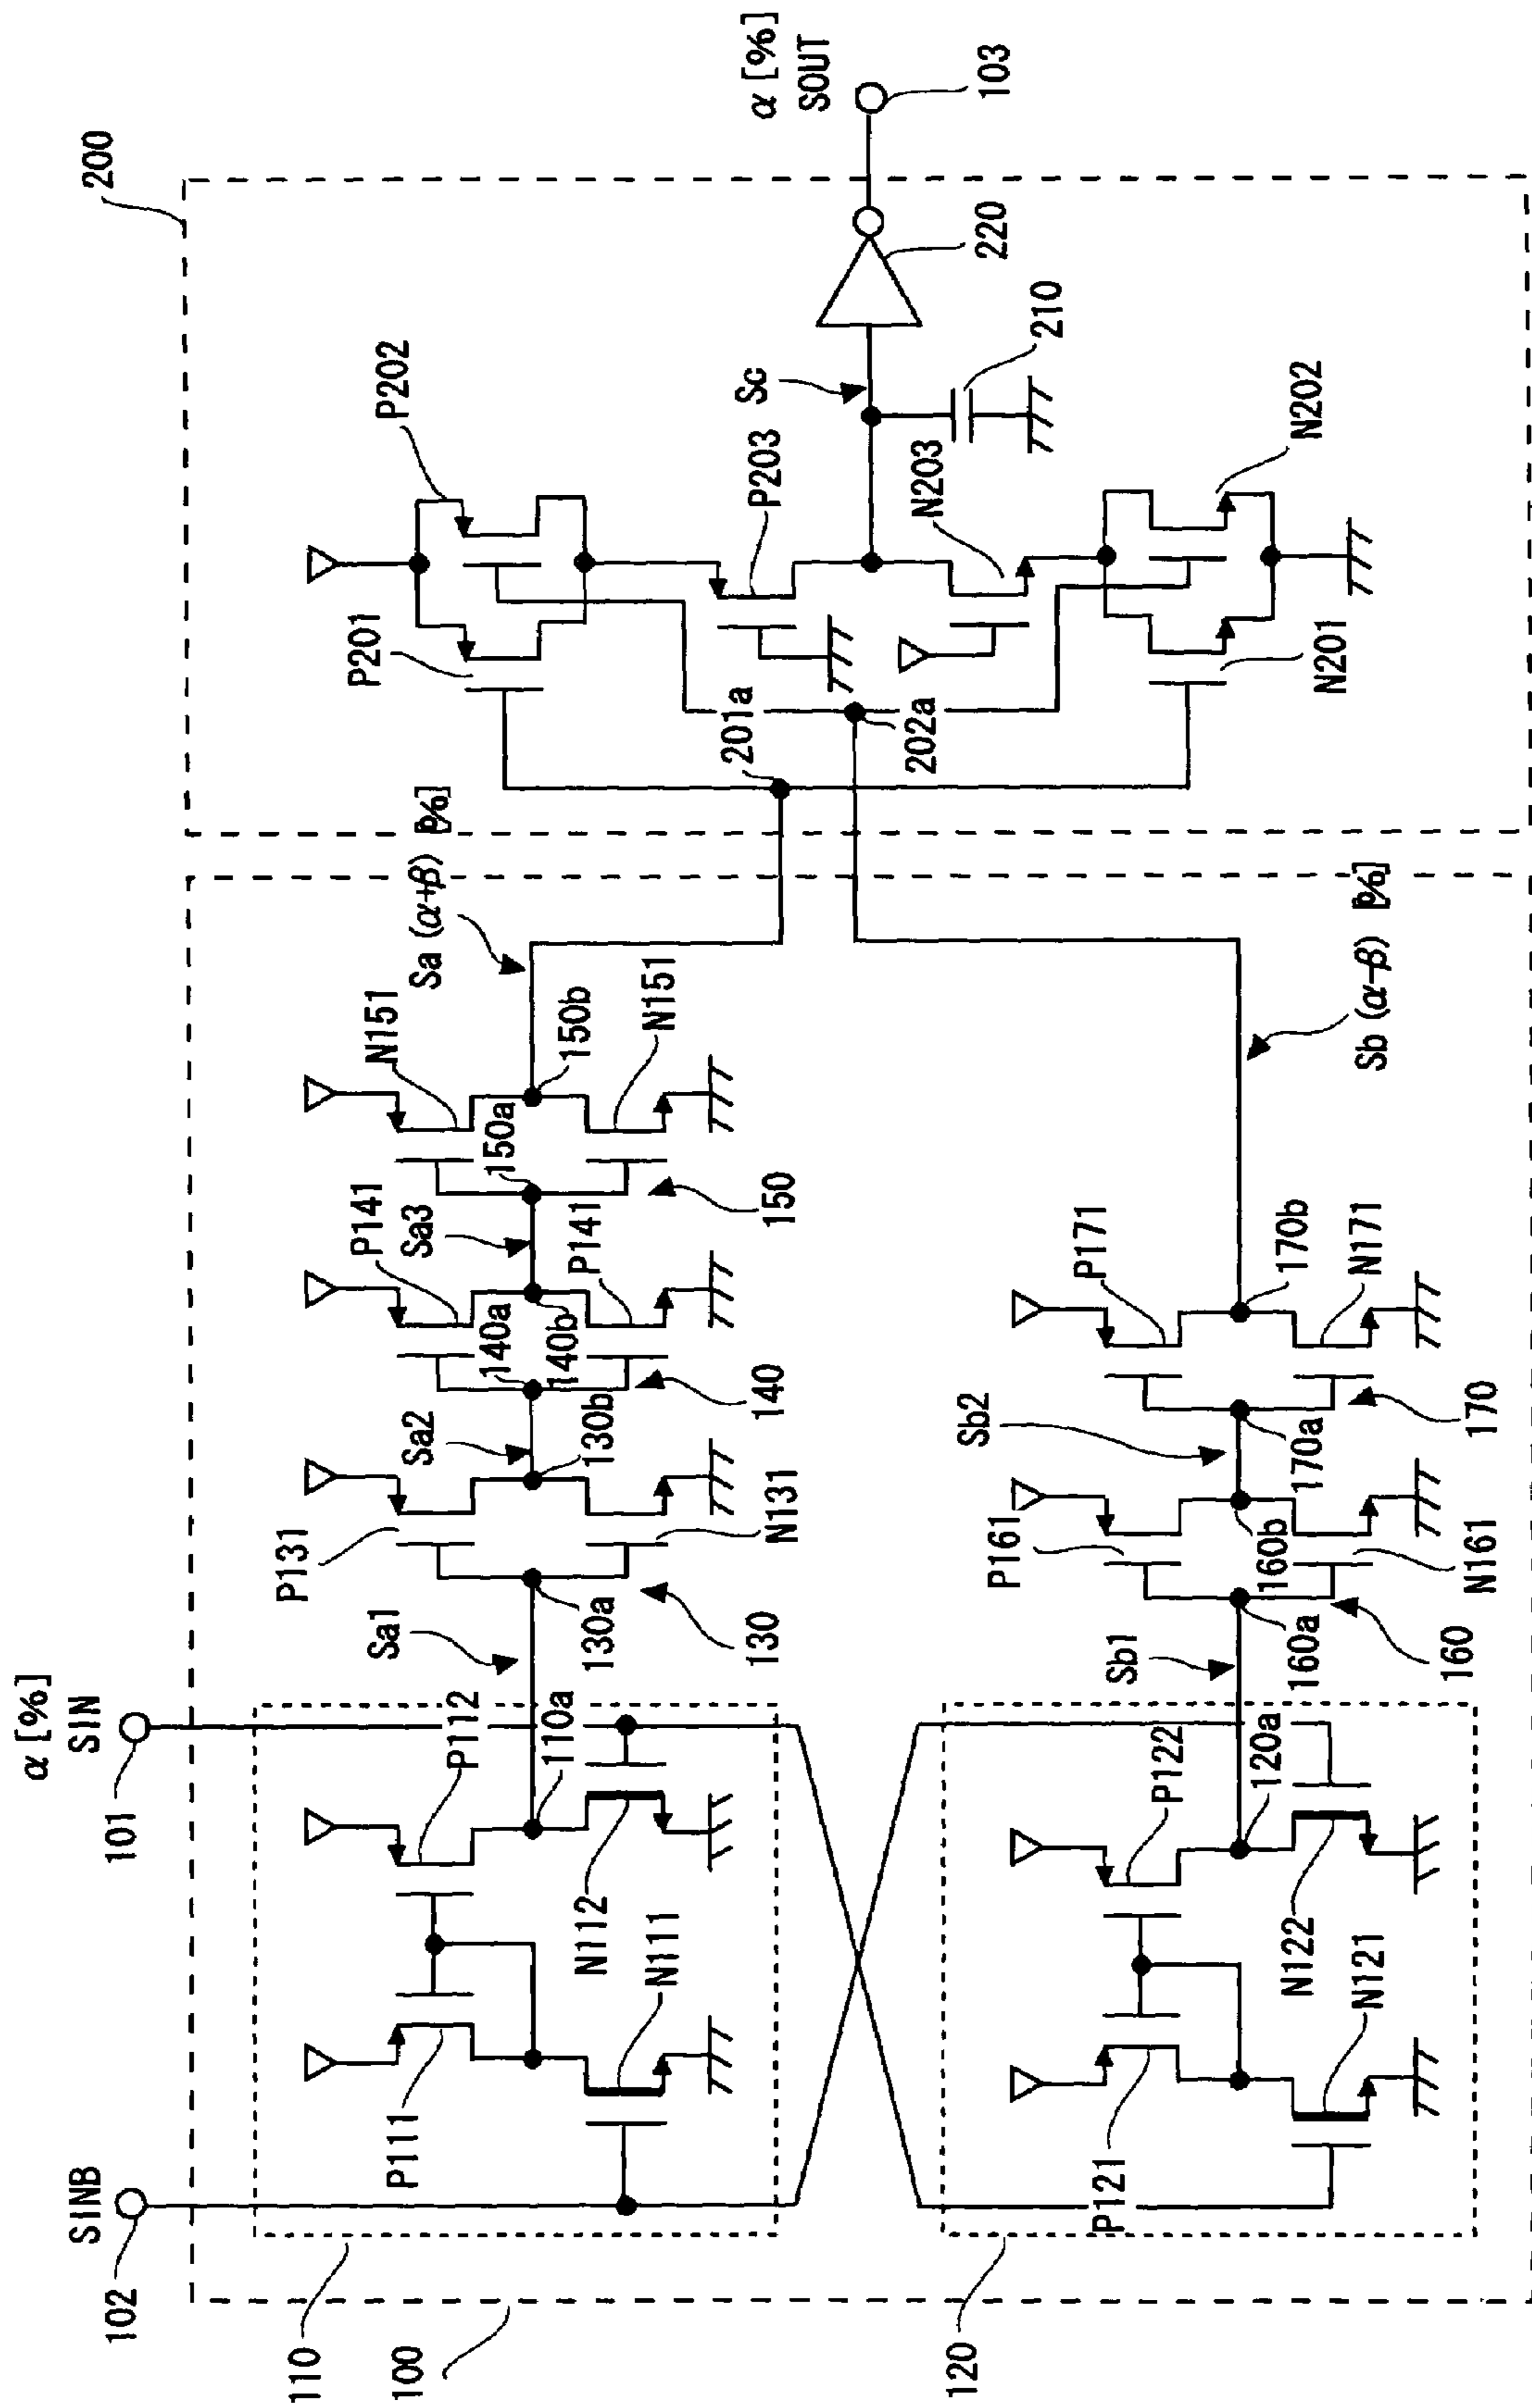 SINB
102
α [%]
SIN
101
110
100
120
P111
P112
N111
N112
110a
Sa1
P131
130a
130
N131
Sa2
130b
P141
140a
140b
P141
140
Sa3
N151
150a
150b
N151
150
Sa (α+β) [%]
P121
P122
N121
N122
120a
Sb1
P161
160a
160b
160
N161
Sb2
P171
170a
170b
170
N171
Sb (α-β) [%]
200
P201
P202
201a
202a
P203
N203
N201
N202
Sc
210
220
α [%]
SOUT
103